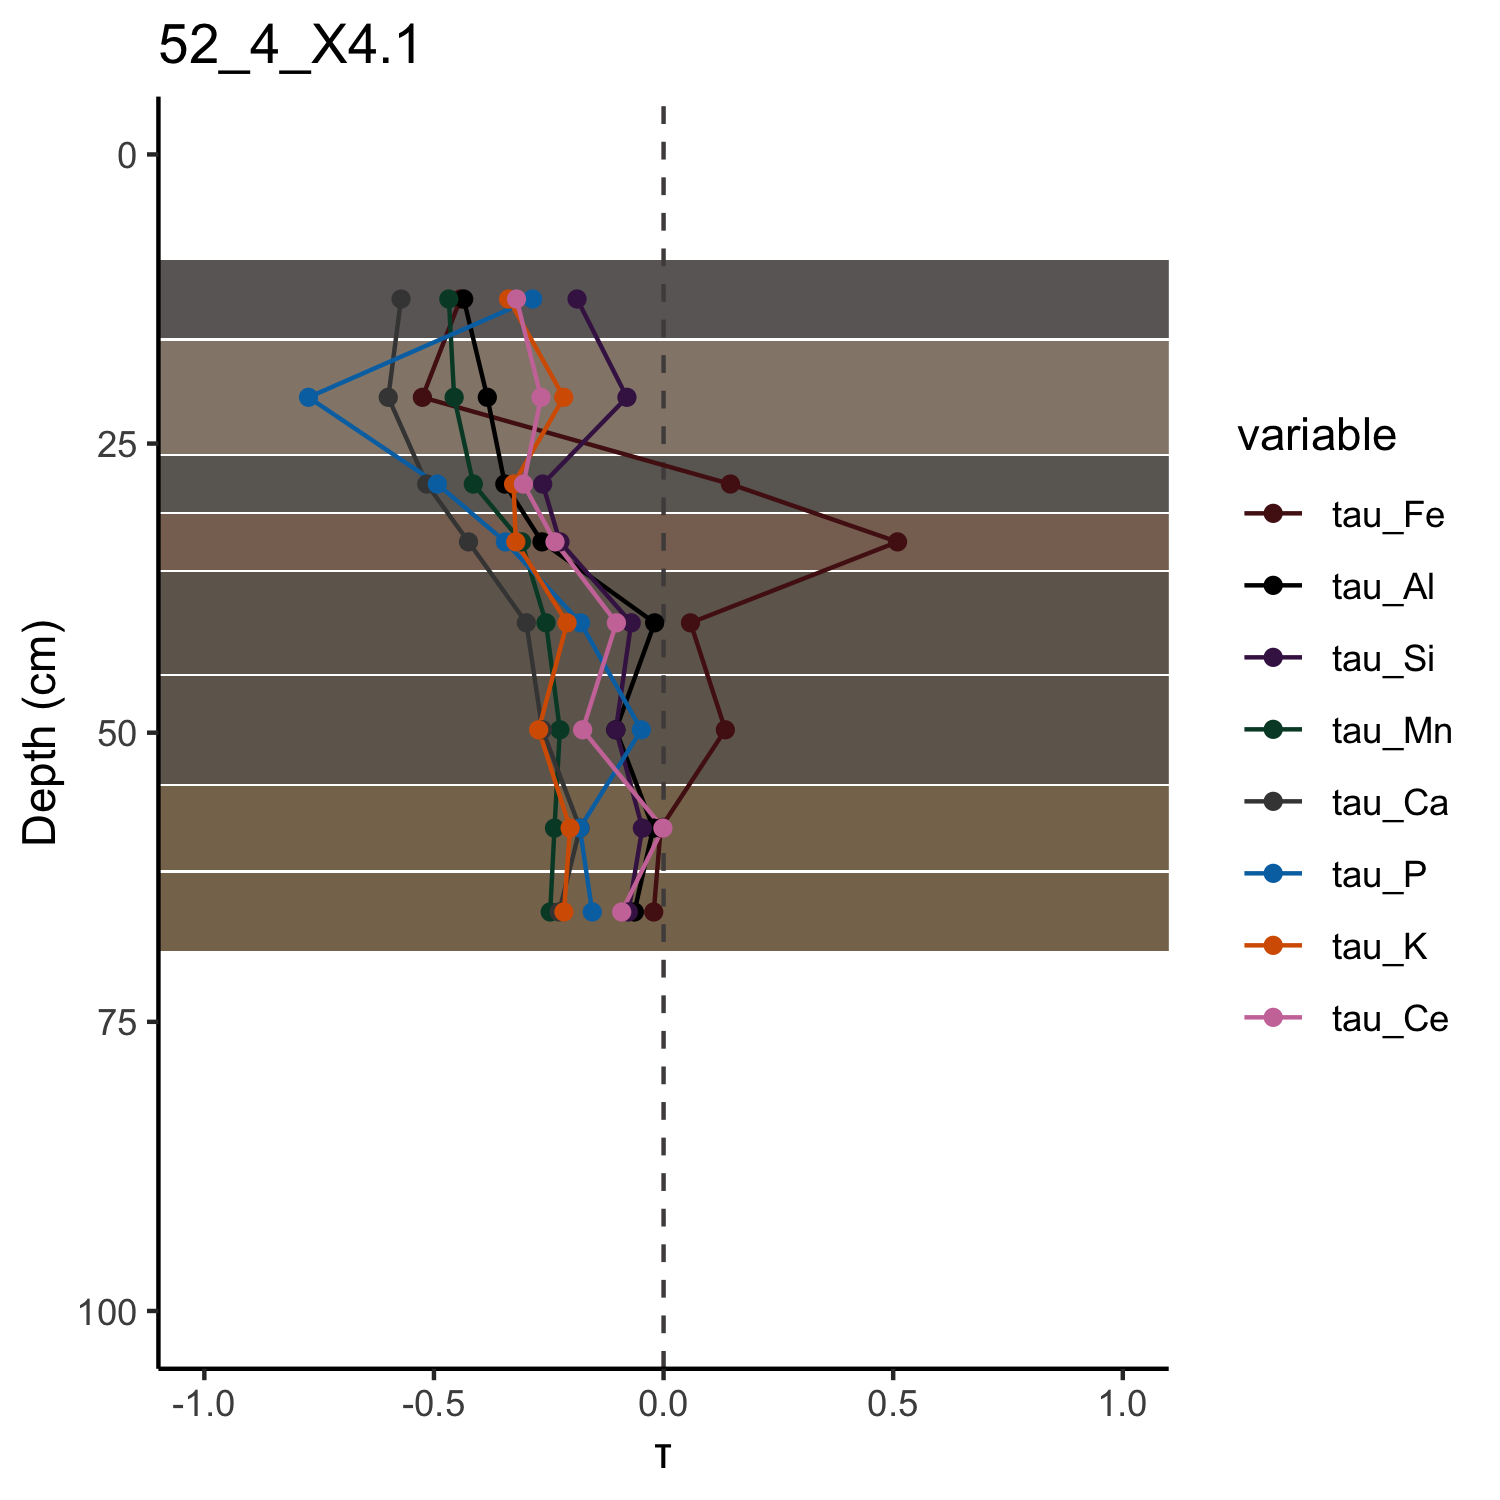 52_4_X4.1
0
25
50
75
100
Depth (cm)
-1.0
-0.5
0.0
0.5
1.0
τ
variable
tau_Fe
tau_Al
tau_Si
tau_Mn
tau_Ca
tau_P
tau_K
tau_Ce